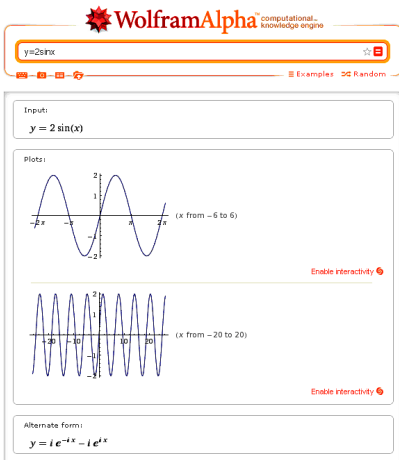 WolframAlpha™ computational... knowledge engine
y=2sinx
Examples Random
Input:
y = 2 sin(x)
Plots:
2
1
−2π −π π 2π
−1
−2
(x from −6 to 6)
Enable interactivity
2
1
−20 −10 10 20
−1
−2
(x from −20 to 20)
Enable interactivity
Alternate form:
y = i e^(−i x) − i e^(i x)